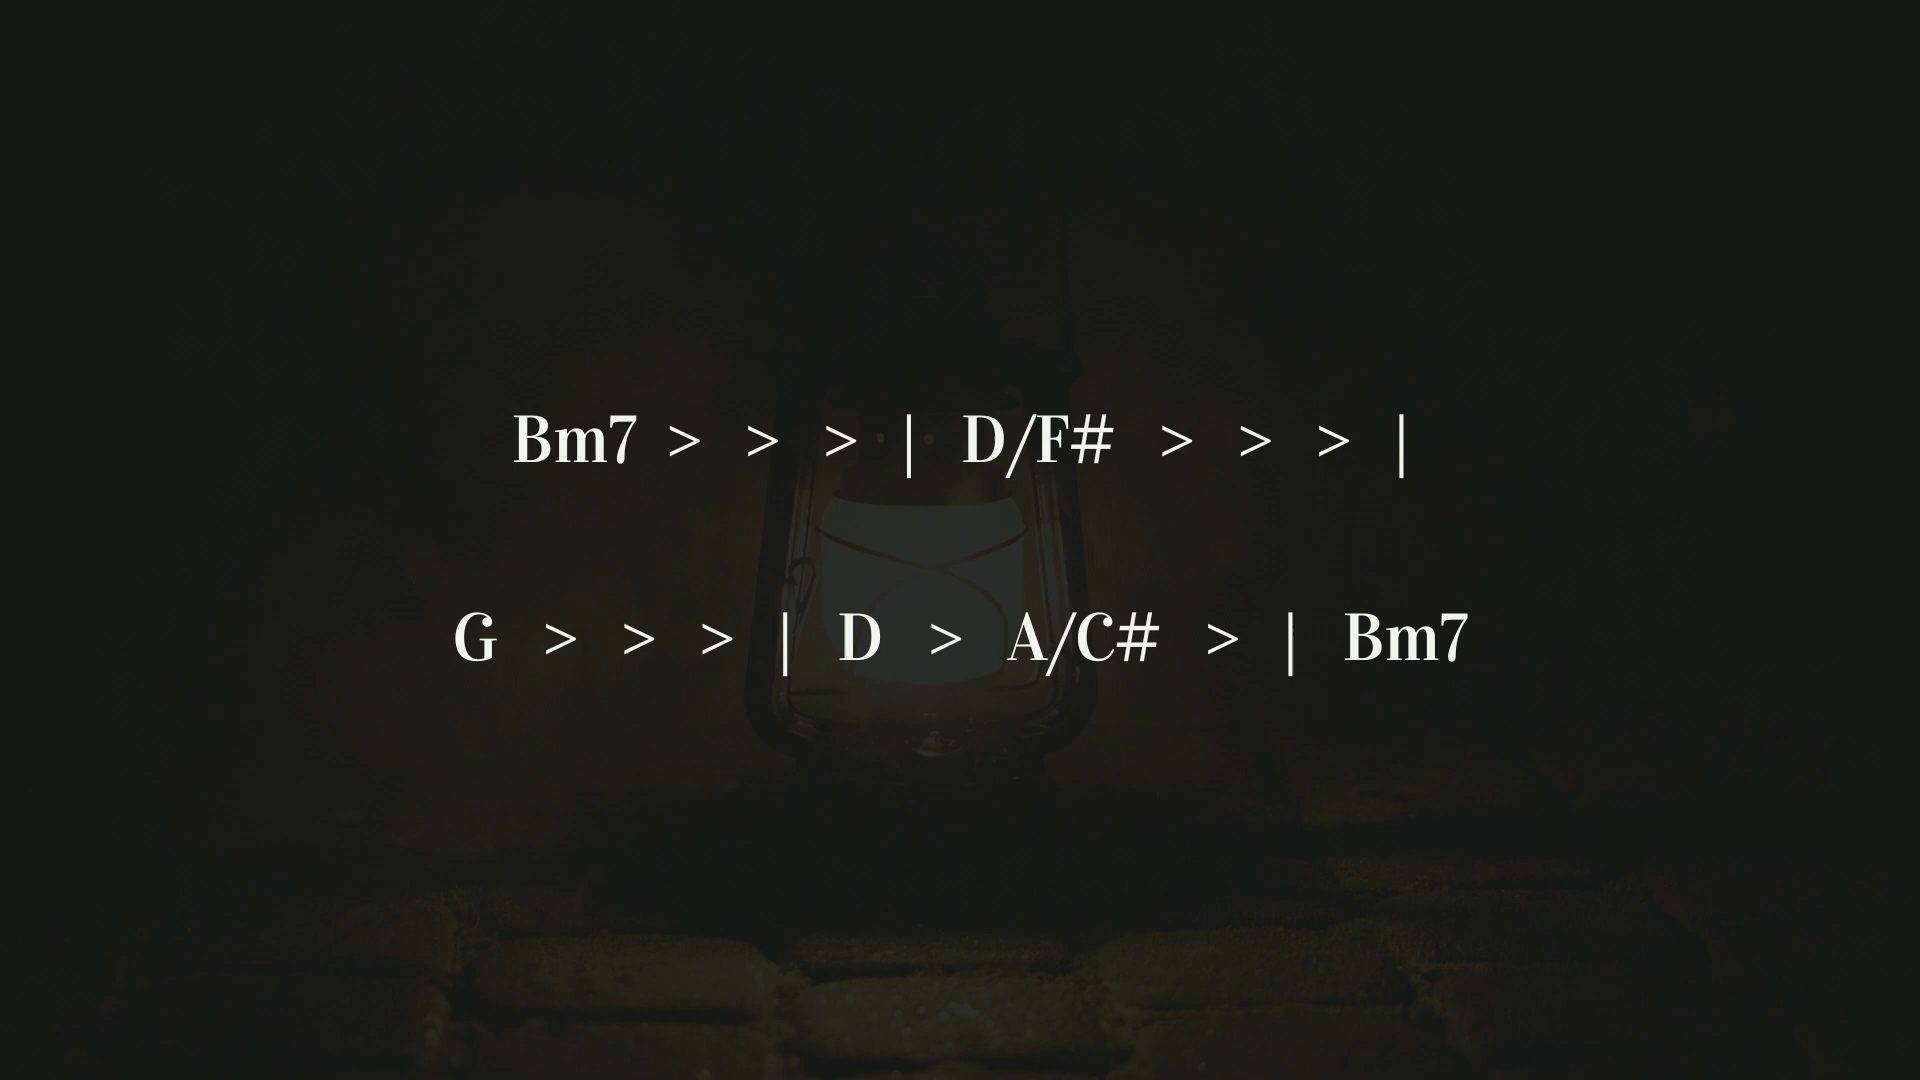 Bm7 > > > | D/F# > > > |
G > > > | D > A/C# > | Bm7